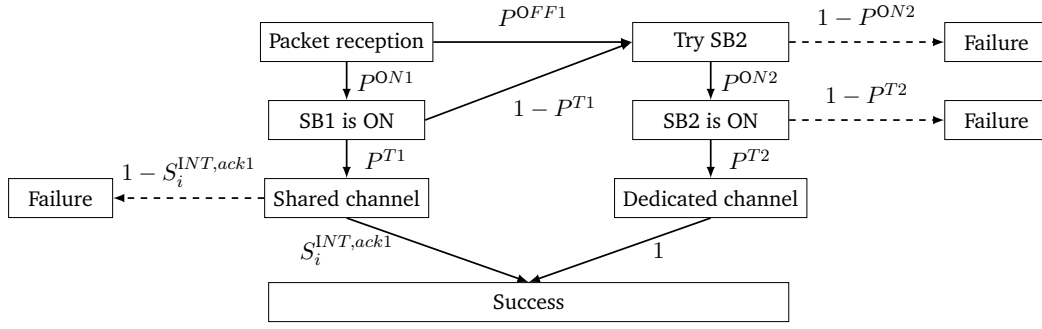 P^{OFF1}
1 − P^{ON2}
Packet reception
Try SB2
Failure
P^{ON1}
P^{ON2}
1 − P^{T2}
1 − P^{T1}
SB1 is ON
SB2 is ON
Failure
P^{T1}
P^{T2}
1 − S_i^{INT,ack1}
Failure
Shared channel
Dedicated channel
S_i^{INT,ack1}
1
Success